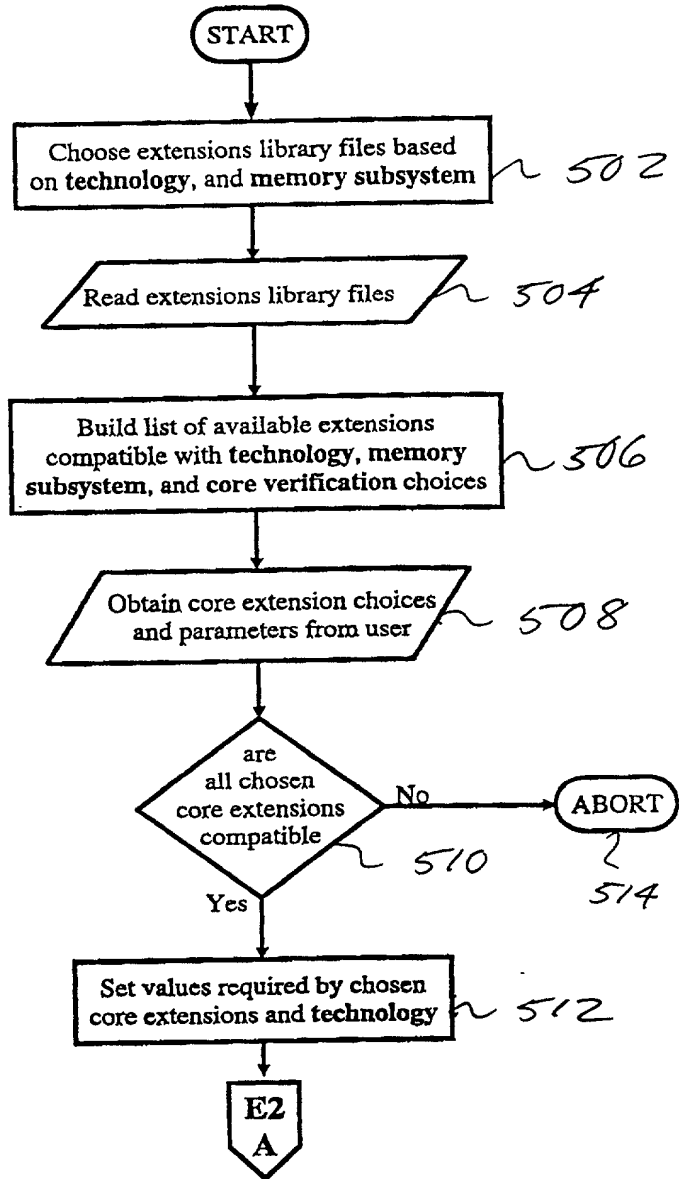 START
Choose extensions library files based
on technology, and memory subsystem
502
Read extensions library files
504
Build list of available extensions
compatible with technology, memory
subsystem, and core verification choices
506
Obtain core extension choices
and parameters from user
508
are
all chosen
core extensions
compatible
510
No
ABORT
514
Yes
Set values required by chosen
core extensions and technology
512
E2
A